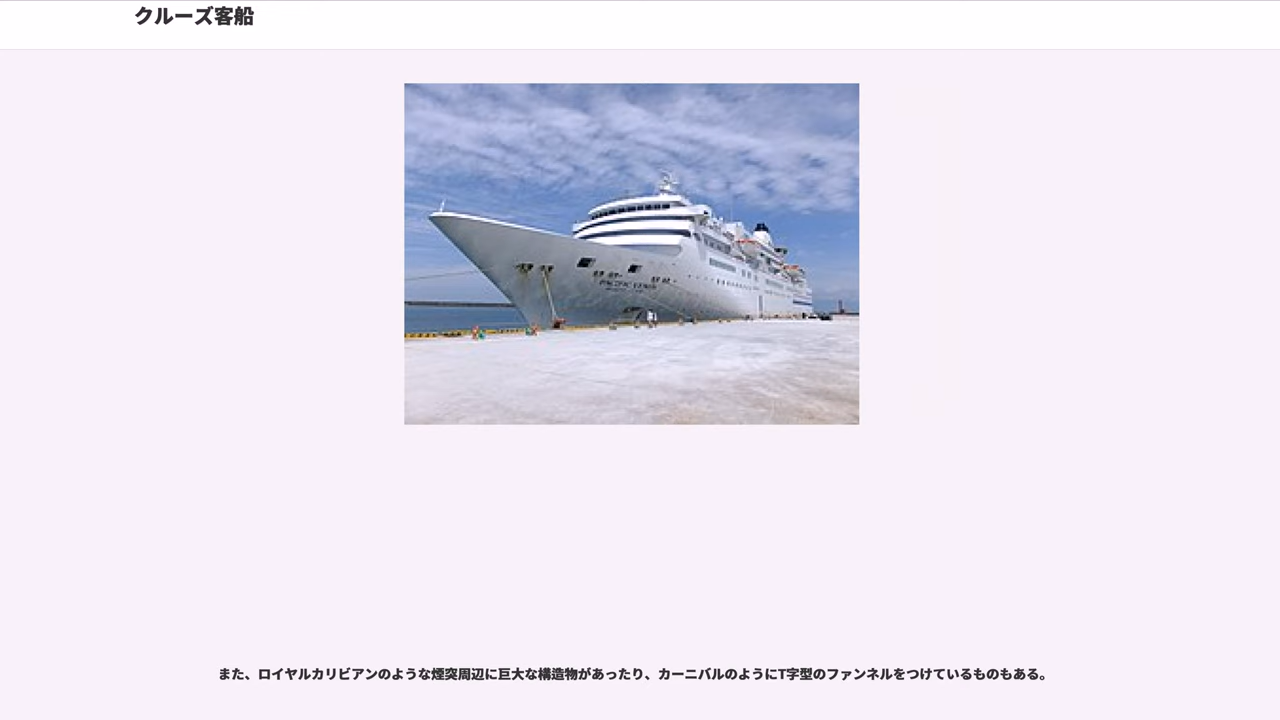 クルーズ客船
PACIFIC VENUS
また、ロイヤルカリビアンのような煙突周辺に巨大な構造物があったり、カーニバルのようにT字型のファンネルをつけているものもある。